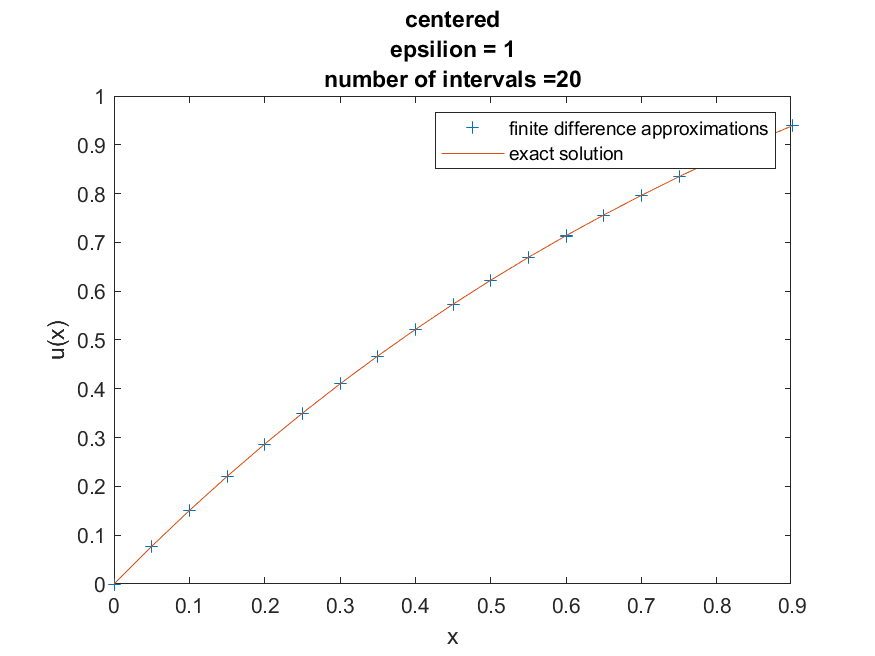 centered
epsilion = 1
number of intervals =20
finite difference approximations
exact solution
1
0.9
0.8
0.7
0.6
0.5
0.4
0.3
0.2
0.1
0
u(x)
0 0.1 0.2 0.3 0.4 0.5 0.6 0.7 0.8 0.9
x